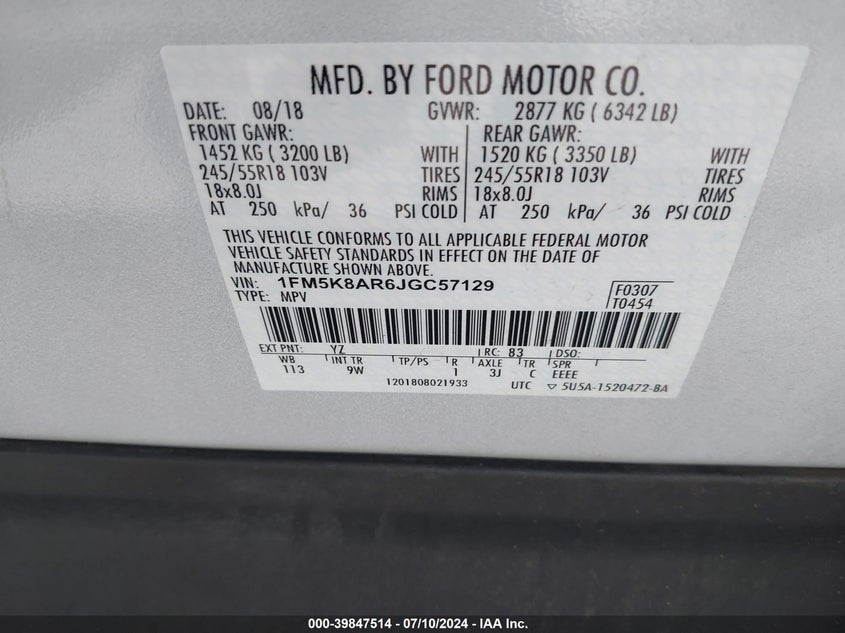 MFD. BY FORD MOTOR CO.
DATE: 08/18 GVWR: 2877 KG ( 6342 LB)
FRONT GAWR: REAR GAWR:
1452 KG ( 3200 LB) WITH 1520 KG ( 3350 LB) WITH
245/55R18 103V TIRES 245/55R18 103V TIRES
18x8.0J RIMS 18x8.0J RIMS
AT 250 kPa/ 36 PSI COLD AT 250 kPa/ 36 PSI COLD
THIS VEHICLE CONFORMS TO ALL APPLICABLE FEDERAL MOTOR
VEHICLE SAFETY STANDARDS IN EFFECT ON THE DATE OF
MANUFACTURE SHOWN ABOVE.
VIN: 1FM5K8AR6JGC57129 F0307
TYPE: MPV T0454
EXT PNT: YZ RC: 83 DSO:
WB INT TR TP/PS R AXLE TR SPR
113 9W 1 3J C EEEE
1201808021933 UTC ▽ 5U5A-1520472-BA
000-39847514 - 07/10/2024 - IAA Inc.